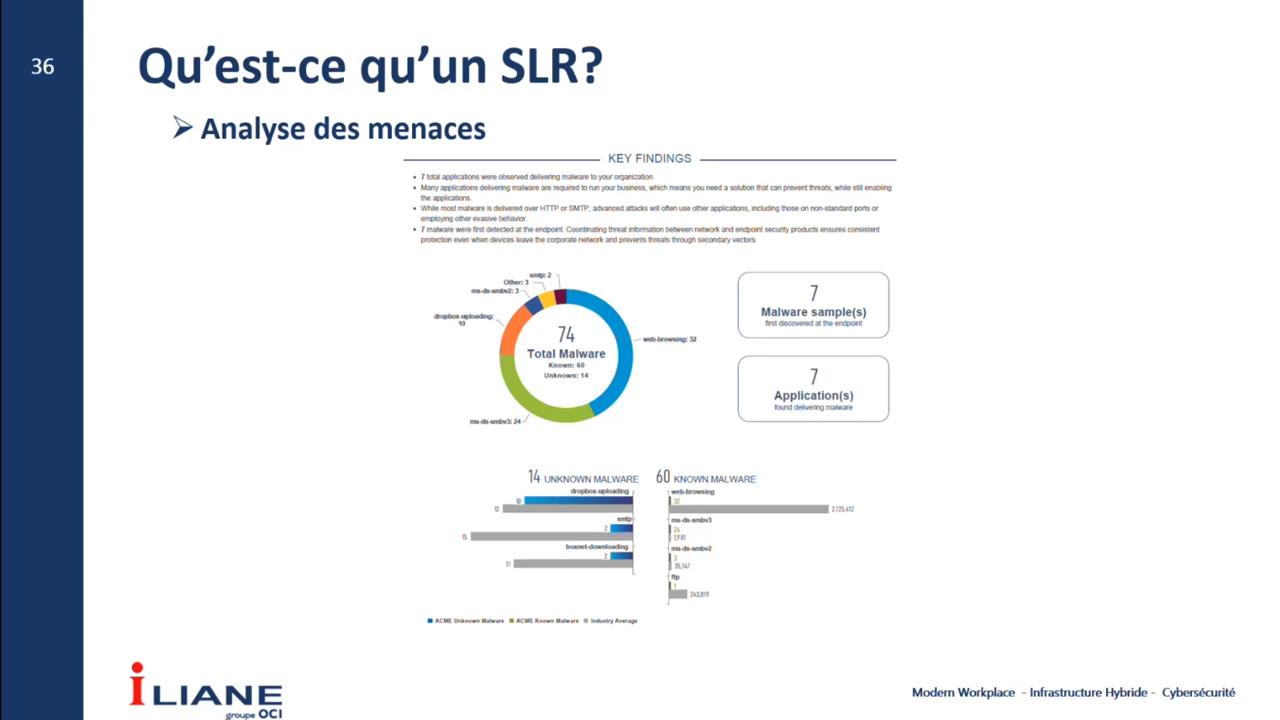 36
Qu’est-ce qu’un SLR?
Analyse des menaces
KEY FINDINGS
7 total applications were observed delivering malware to your organization.
Many applications delivering malware are required to run your business, which means you need a solution that can prevent threats, while still enabling
the applications.
While most malware is delivered over HTTP or SMTP, advanced attacks will often use other applications, including those on non-standard ports or
employing other evasive behavior.
7 malware were first detected at the endpoint. Coordinating threat information between network and endpoint security products ensures consistent
protection even when devices leave the corporate network and prevents threats through secondary vectors.
smtp: 2
Other: 3
ms-ds-smbv2: 3
dropbox-uploading:
10
web-browsing: 32
ms-ds-smbv3: 24
74
Total Malware
Known: 60
Unknown: 14
7
Malware sample(s)
first discovered at the endpoint
7
Application(s)
found delivering malware
14 UNKNOWN MALWARE
dropbox-uploading
10
12
smtp
2
15
boxnet-downloading
2
11
60 KNOWN MALWARE
web-browsing
32
2,125,412
ms-ds-smbv3
24
1,981
ms-ds-smbv2
3
35,147
ftp
1
243,819
ACME Unknown Malware ACME Known Malware Industry Average
iLIANE
groupe OCI
Modern Workplace - Infrastructure Hybride - Cybersécurité